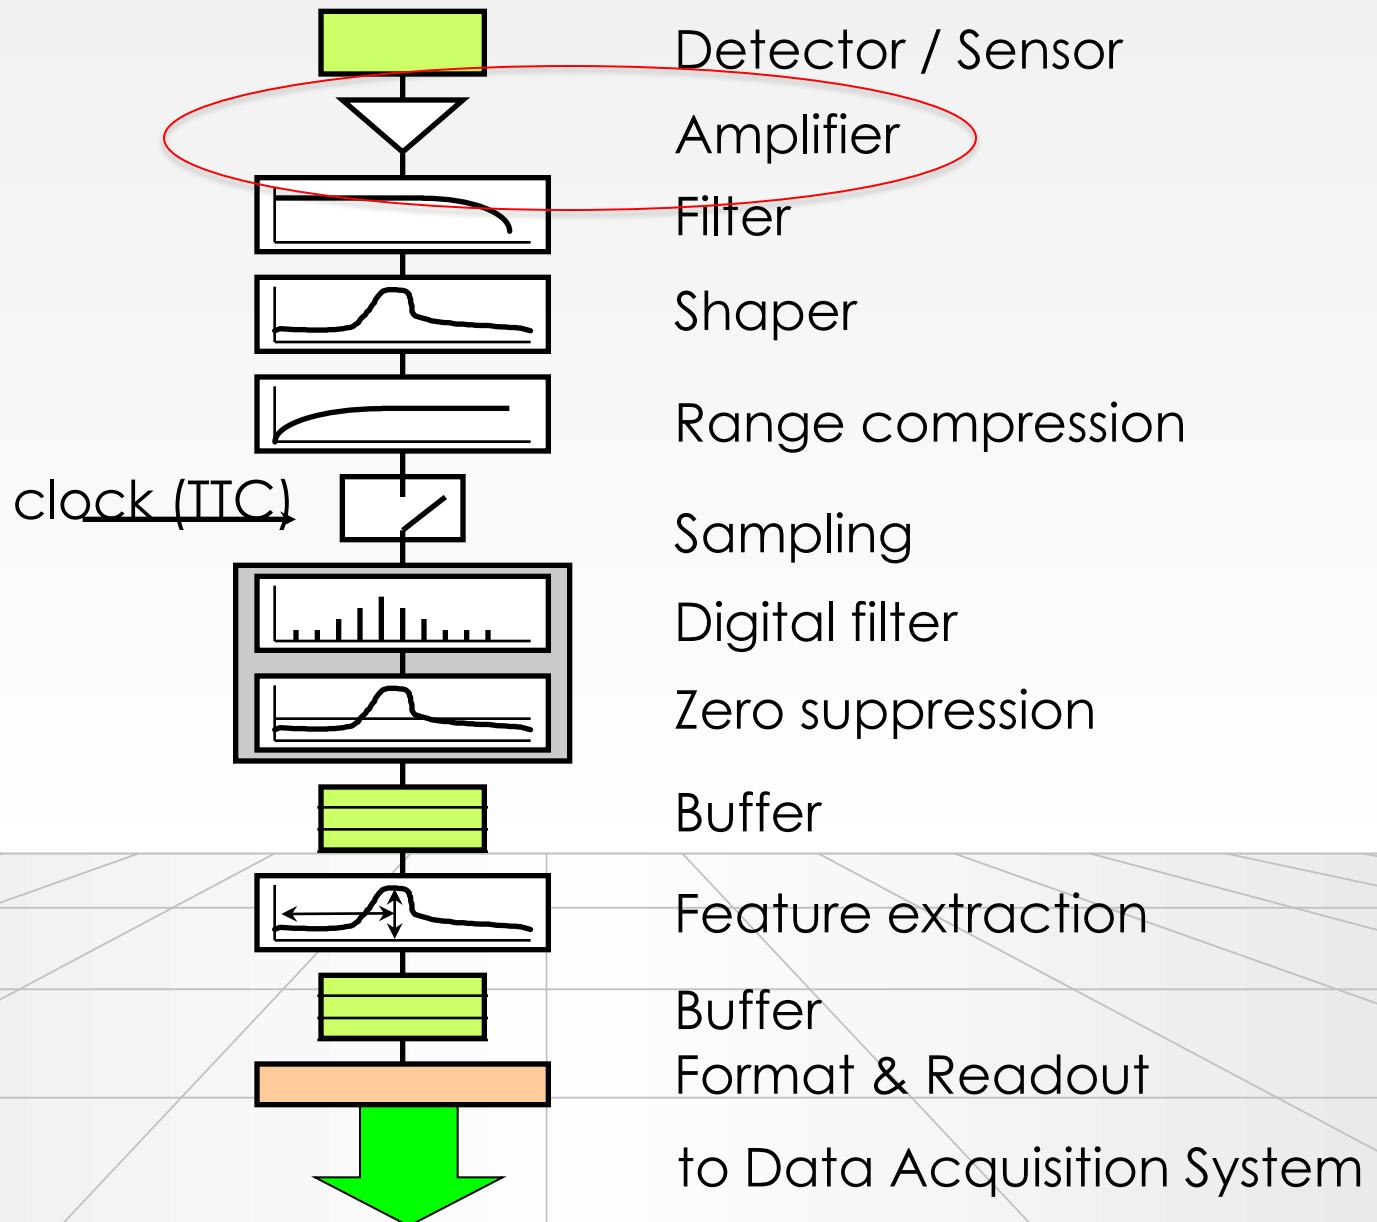 Detector / Sensor
Amplifier
Filter
Shaper
Range compression
clock (TTC)
Sampling
Digital filter
Zero suppression
Buffer
Feature extraction
Buffer
Format & Readout
to Data Acquisition System